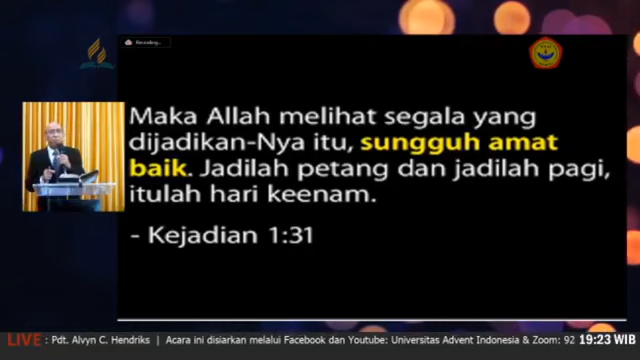 Recording...
Maka Allah melihat segala yang
dijadikan-Nya itu, sungguh amat
baik. Jadilah petang dan jadilah pagi,
itulah hari keenam.
- Kejadian 1:31
LIVE : Pdt. Alvyn C. Hendriks | Acara ini disiarkan melalui Facebook dan Youtube: Universitas Advent Indonesia & Zoom: 92 19:23 WIB